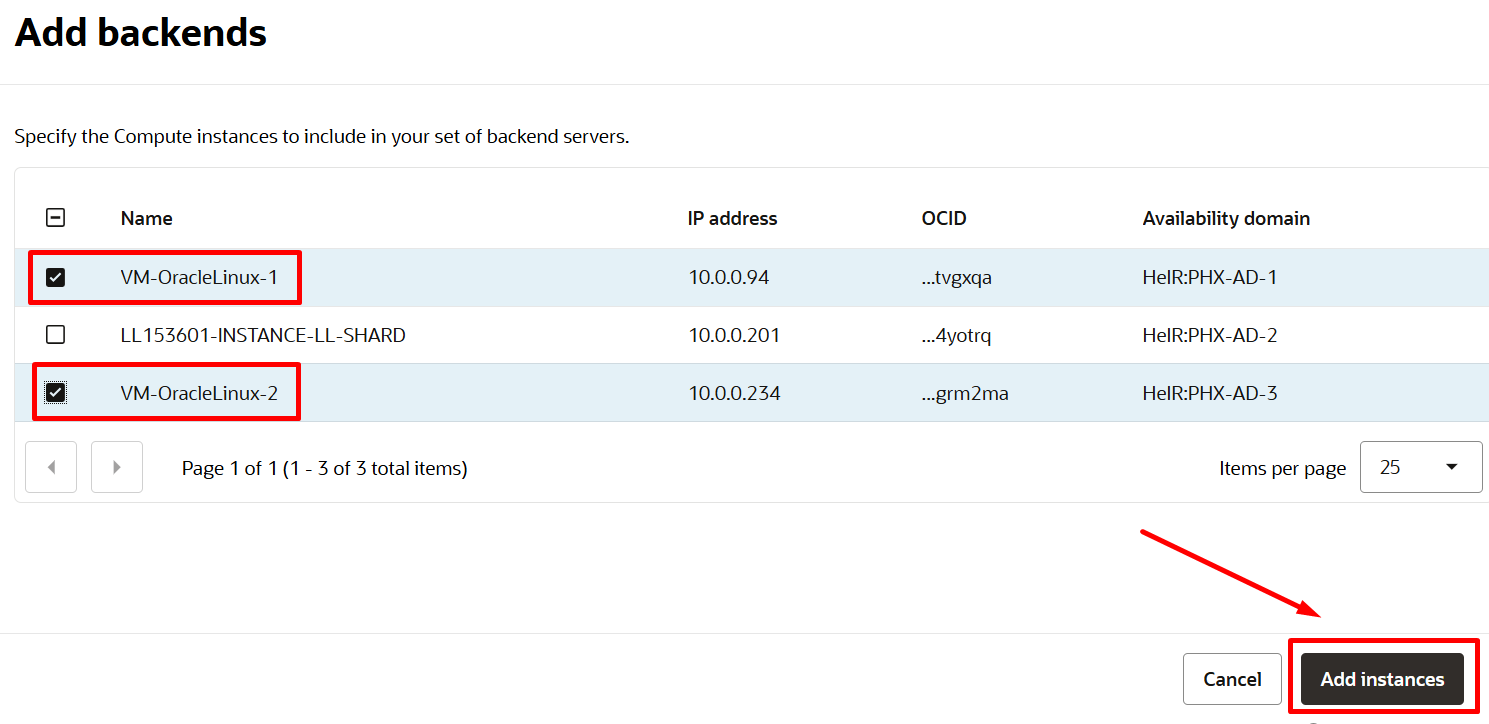 Add backends
Specify the Compute instances to include in your set of backend servers.
Name IP address OCID Availability domain
VM-OracleLinux-1 10.0.0.94 ...tvgxqa HeIR:PHX-AD-1
LL153601-INSTANCE-LL-SHARD 10.0.0.201 ...4yotrq HeIR:PHX-AD-2
VM-OracleLinux-2 10.0.0.234 ...grm2ma HeIR:PHX-AD-3
Page 1 of 1 (1 - 3 of 3 total items) Items per page 25
Cancel Add instances